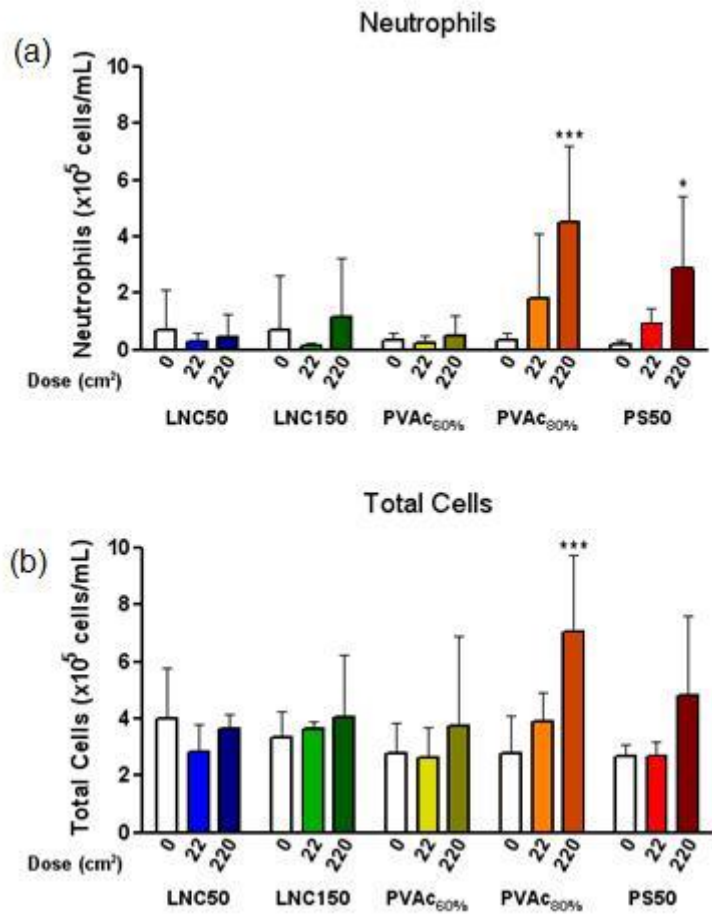 Neutrophils
(a)
Neutrophils (x10⁵ cells/mL)
10
8
6
4
2
0
***
*
Dose (cm²) 0 22 220 0 22 220 0 22 220 0 22 220 0 22 220
LNC50 LNC150 PVAc60% PVAc80% PS50
Total Cells
(b)
Total Cells (x10⁵ cells/mL)
10
8
6
4
2
0
***
Dose (cm²) 0 22 220 0 22 220 0 22 220 0 22 220 0 22 220
LNC50 LNC150 PVAc60% PVAc80% PS50